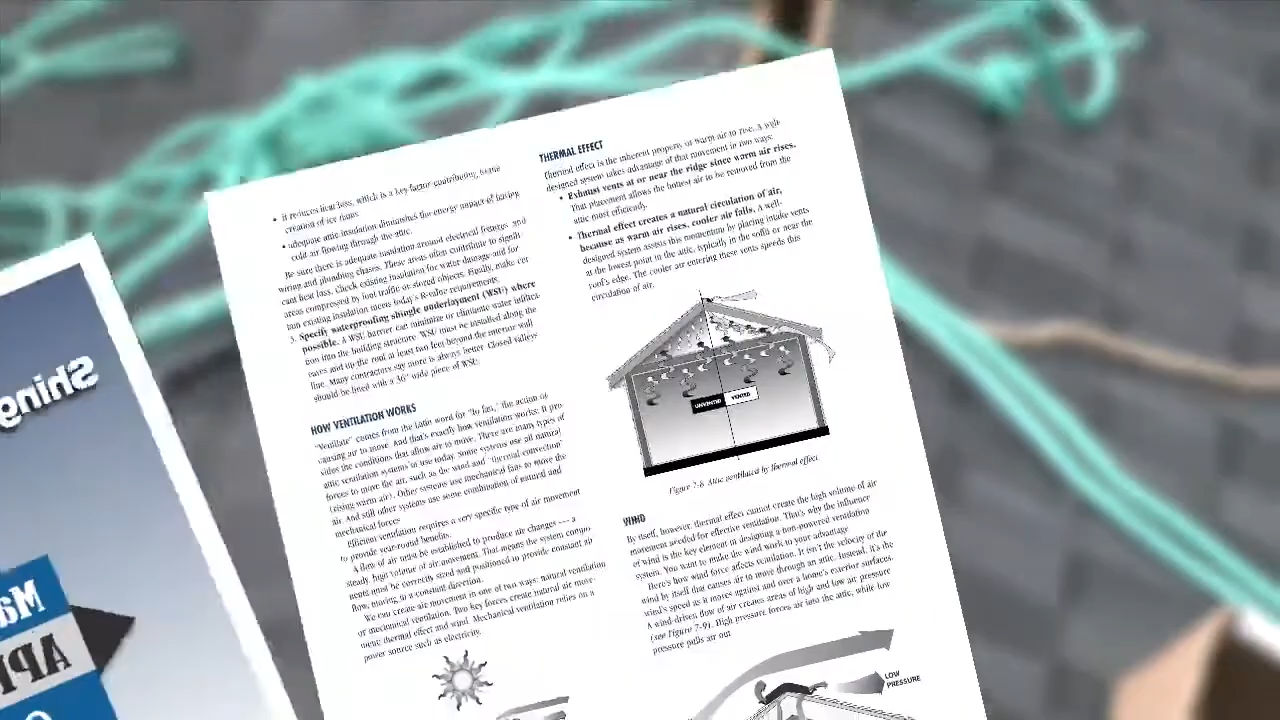 • it reduces heat loss, which is a key factor contributing to the
creation of ice dams.
• adequate attic insulation diminishes the energy impact of having
cold air flowing through the attic.
Be sure there is adequate insulation around electrical fixtures and
wiring and plumbing chases. These areas often contribute to signifi-
cant heat loss. Check existing insulation for water damage and for
areas compressed by foot traffic or stored objects. Finally, make cer-
tain existing insulation meets today's R-value requirements.
3. Specify waterproofing shingle underlayment (WSU) where
possible. A WSU barrier can minimize or eliminate water infiltra-
tion into the building structure. WSU must be installed along the
eaves and up the roof at least two feet beyond the interior wall
line. Many contractors say more is always better. Closed valleys
should be lined with a 36" wide piece of WSU.
HOW VENTILATION WORKS
"Ventilate" comes from the Latin word for "to fan," the action of
causing air to move. And that's exactly how ventilation works: It pro-
vides the conditions that allow air to move. There are many types of
attic ventilation systems in use today. Some systems use all natural
forces to move the air, such as the wind and "thermal convection"
(rising warm air). Other systems use mechanical fans to move the
air. And still other systems use some combination of natural and
mechanical forces
Efficient ventilation requires a very specific type of air movement
to provide year-round benefits.
A flow of air must be established to produce air changes --- a
steady, high volume of air movement. That means the system compo-
nents must be correctly sized and positioned to provide constant air
flow, moving in a constant direction.
We can create air movement in one of two ways: natural ventilation
or mechanical ventilation. Two key forces create natural air move-
ment: thermal effect and wind. Mechanical ventilation relies on a
power source such as electricity.
THERMAL EFFECT
Thermal effect is the inherent property of warm air to rise. A well-
designed system takes advantage of that movement in two ways:
• Exhaust vents at or near the ridge since warm air rises.
That placement allows the hottest air to be removed from the
attic most efficiently.
• Thermal effect creates a natural circulation of air,
because as warm air rises, cooler air falls. A well-
designed system assists this momentum by placing intake vents
at the lowest point in the attic, typically in the soffit or near the
roof's edge. The cooler air entering these vents speeds this
circulation of air.
UNVENTED VENTED
Figure 7-8 Attic ventilated by thermal effect
WIND
By itself, however, thermal effect cannot create the high volume of air
movement needed for effective ventilation. That's why the influence
of wind is the key element in designing a non-powered ventilation
system. You want to make the wind work to your advantage
Here's how wind force affects ventilation. It isn't the velocity of the
wind by itself that causes air to move through an attic. Instead, it's the
wind's speed as it moves against and over a home's exterior surfaces.
A wind-driven flow of air creates areas of high and low air pressure
(see Figure 7-9). High pressure forces air into the attic, while low
pressure pulls air out
LOW
PRESSURE
Shing
Ma
API